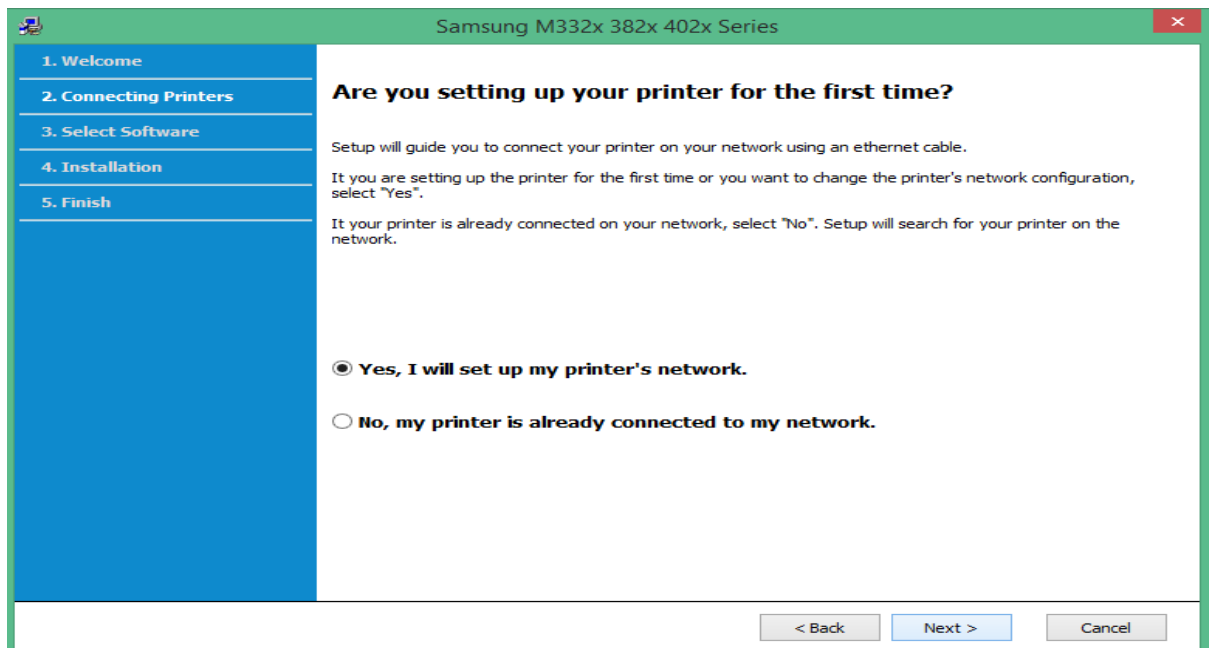 Samsung M332x 382x 402x Series
1. Welcome
2. Connecting Printers
3. Select Software
4. Installation
5. Finish
Are you setting up your printer for the first time?
Setup will guide you to connect your printer on your network using an ethernet cable.
It you are setting up the printer for the first time or you want to change the printer's network configuration,
select "Yes".
It your printer is already connected on your network, select "No". Setup will search for your printer on the
network.
Yes, I will set up my printer's network.
No, my printer is already connected to my network.
< Back
Next >
Cancel